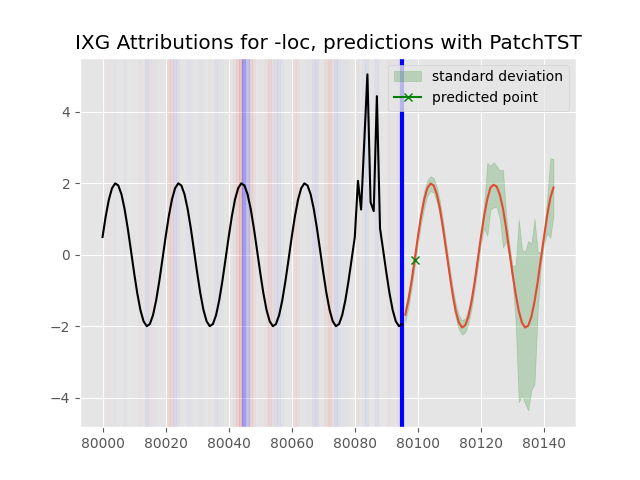 IXG Attributions for -loc, predictions with PatchTST
standard deviation
predicted point
4
2
0
−2
−4
80000 80020 80040 80060 80080 80100 80120 80140